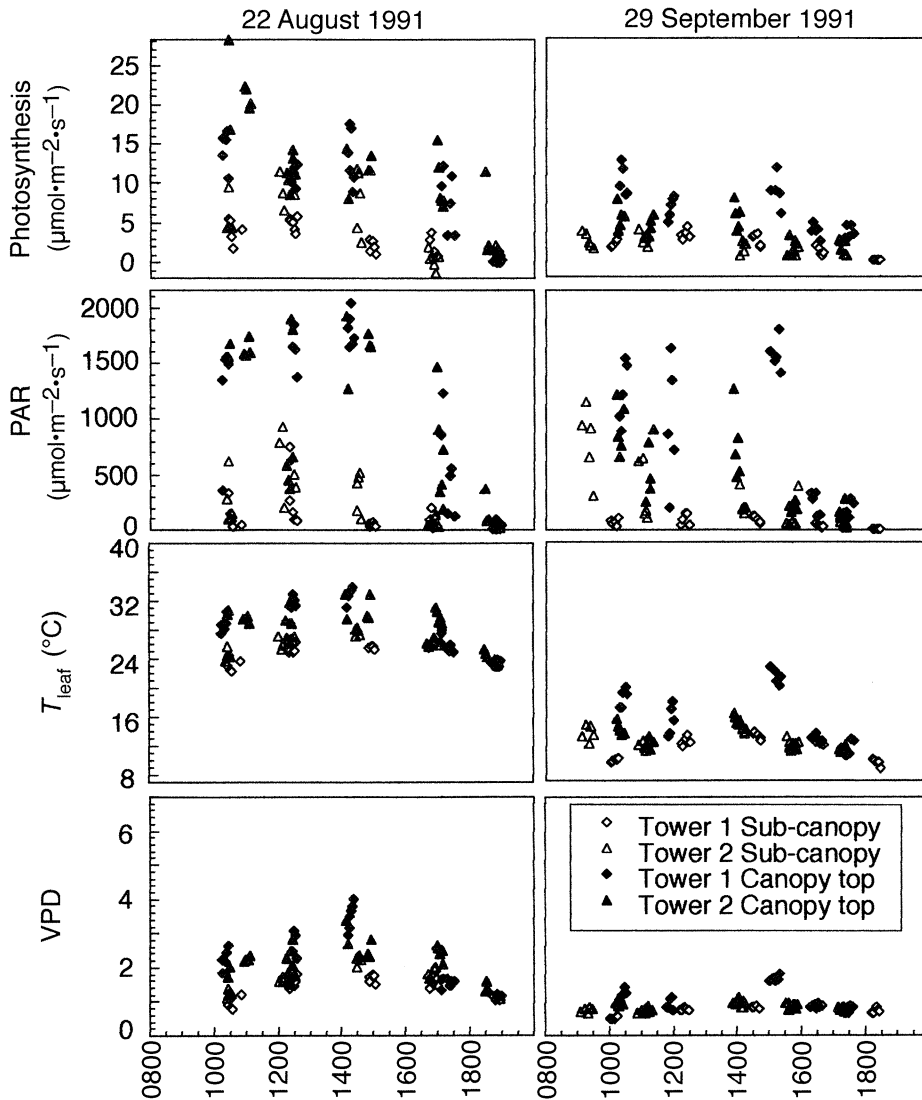 22 August 1991
29 September 1991
Photosynthesis
(μmol·m−2·s−1)
25
20
15
10
5
0
PAR
(μmol·m−2·s−1)
2000
1500
1000
500
0
Tleaf (°C)
40
32
24
16
8
VPD
6
4
2
0
Tower 1 Sub-canopy
Tower 2 Sub-canopy
Tower 1 Canopy top
Tower 2 Canopy top
0800
1000
1200
1400
1600
1800
0800
1000
1200
1400
1600
1800